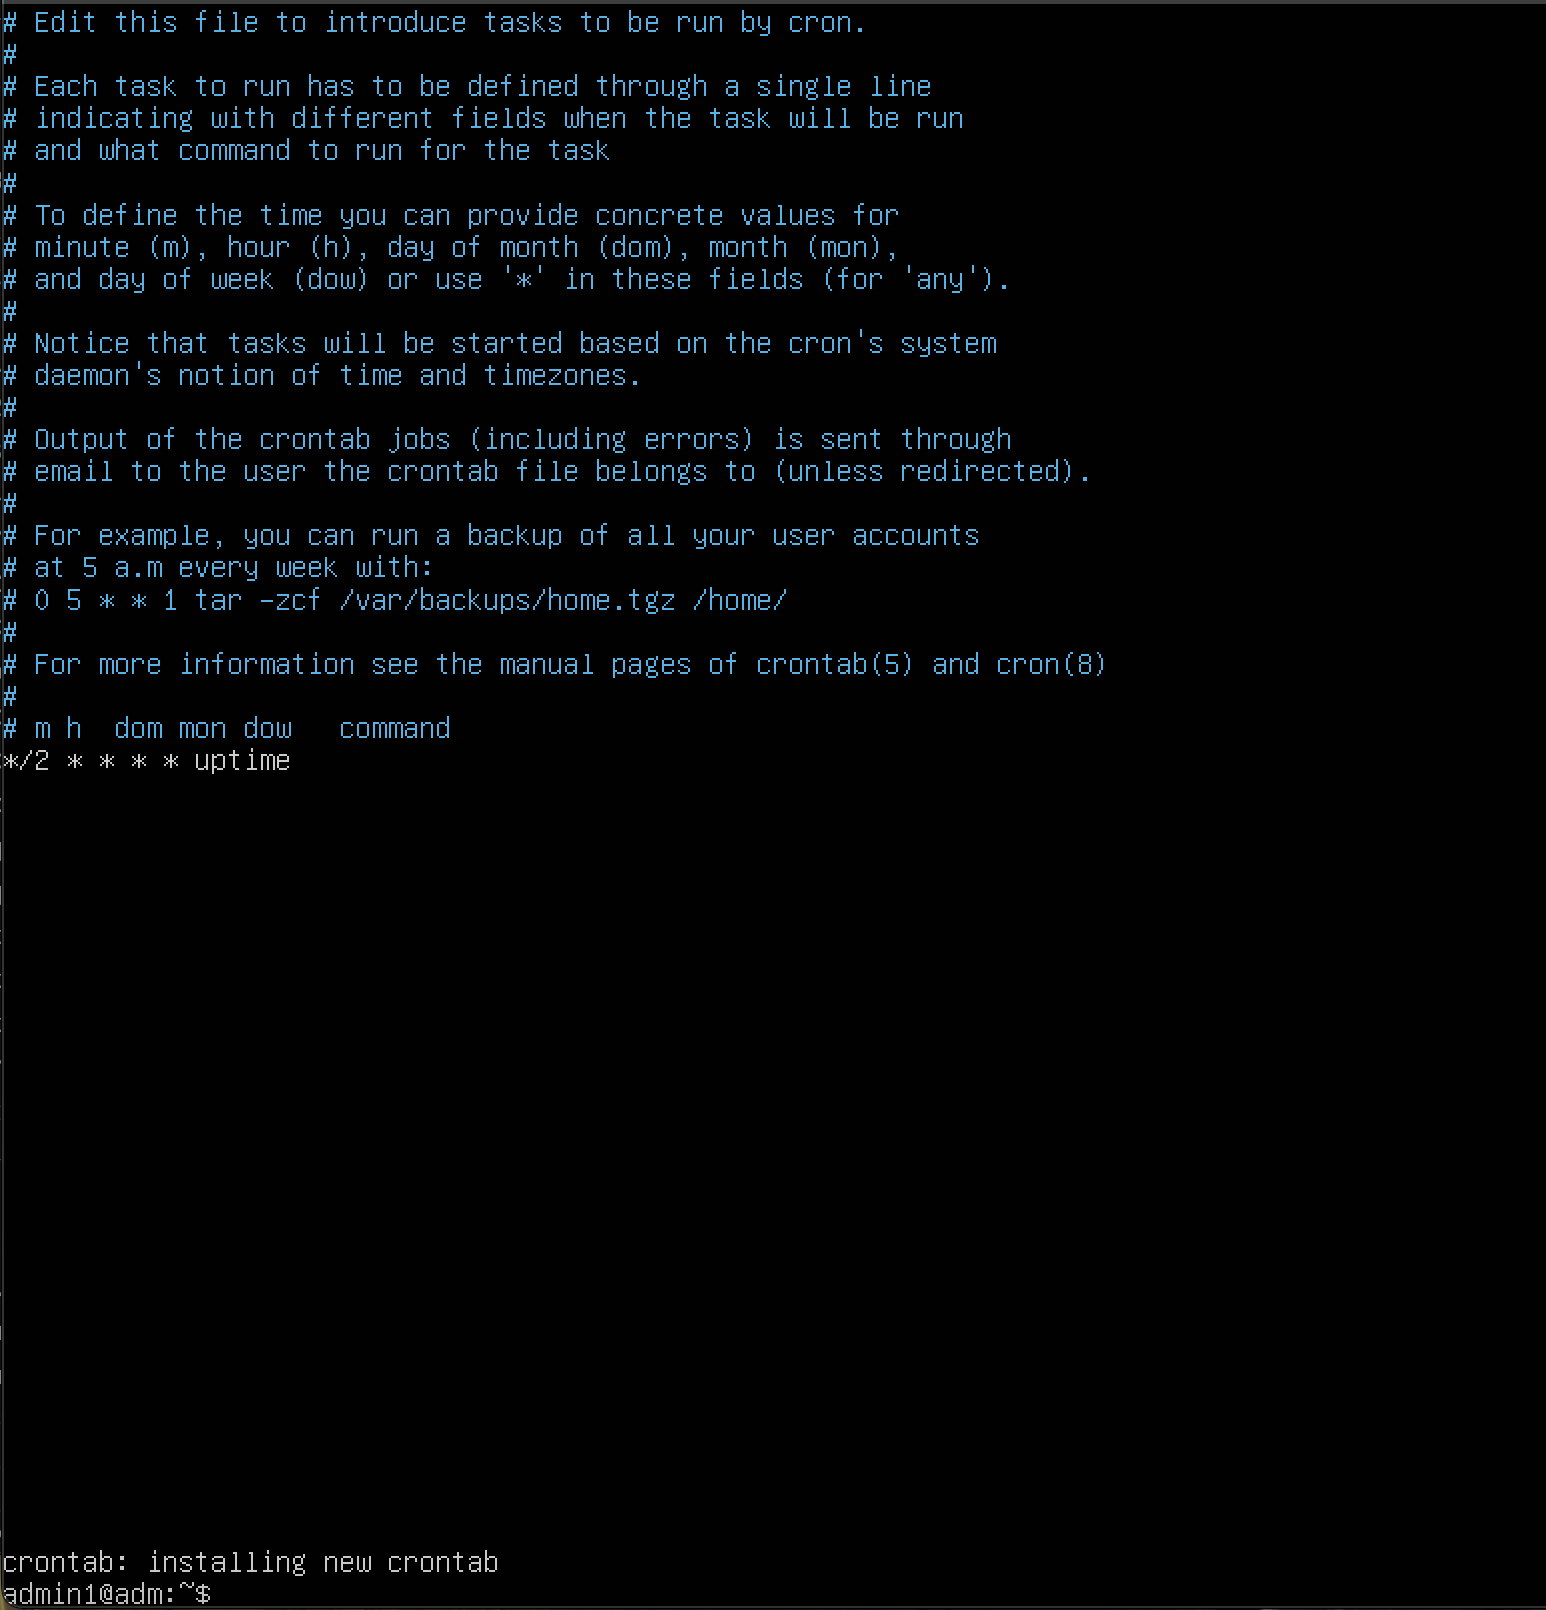 # Edit this file to introduce tasks to be run by cron.
#
# Each task to run has to be defined through a single line
# indicating with different fields when the task will be run
# and what command to run for the task
#
# To define the time you can provide concrete values for
# minute (m), hour (h), day of month (dom), month (mon),
# and day of week (dow) or use '*' in these fields (for 'any').
#
# Notice that tasks will be started based on the cron's system
# daemon's notion of time and timezones.
#
# Output of the crontab jobs (including errors) is sent through
# email to the user the crontab file belongs to (unless redirected).
#
# For example, you can run a backup of all your user accounts
# at 5 a.m every week with:
# 0 5 * * 1 tar -zcf /var/backups/home.tgz /home/
#
# For more information see the manual pages of crontab(5) and cron(8)
#
# m h  dom mon dow   command
*/2 * * * * uptime
crontab: installing new crontab
admin1@adm:~$